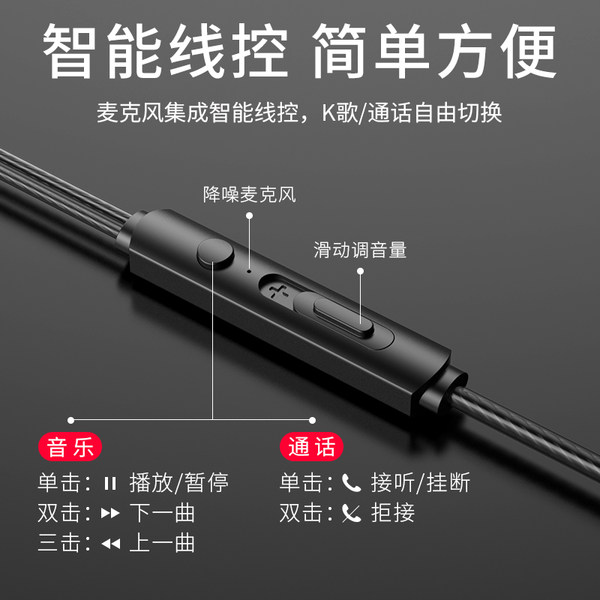 智能线控 简单方便
麦克风集成智能线控，K歌/通话自由切换
降噪麦克风
滑动调音量
音乐
单击： 播放/暂停
双击： 下一曲
三击： 上一曲
通话
单击： 接听/挂断
双击： 拒接